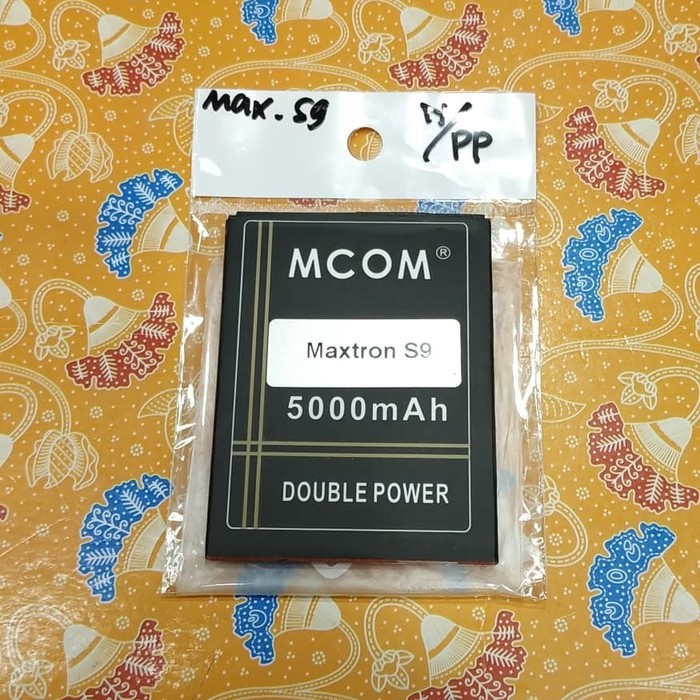 max. S9
/PP
MCOM®
Maxtron S9
5000mAh
DOUBLE POWER